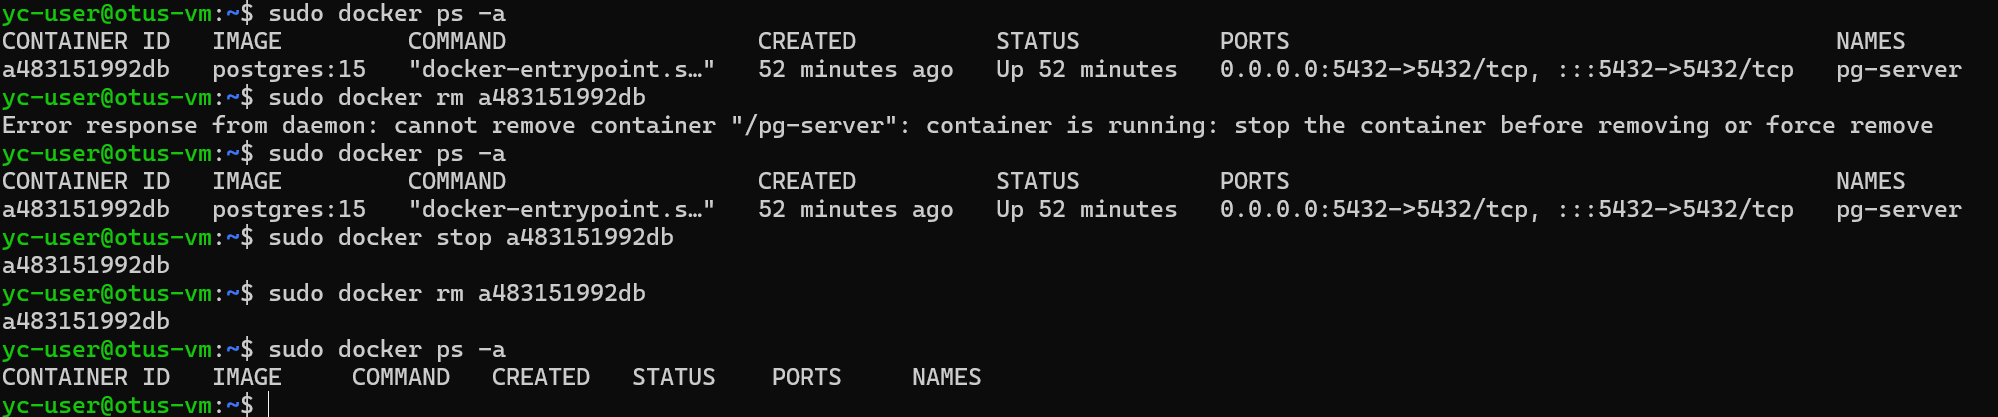 yc-user@otus-vm:~$ sudo docker ps -a
CONTAINER ID   IMAGE         COMMAND                  CREATED          STATUS          PORTS                                       NAMES
a483151992db   postgres:15   "docker-entrypoint.s…"   52 minutes ago   Up 52 minutes   0.0.0.0:5432->5432/tcp, :::5432->5432/tcp   pg-server
yc-user@otus-vm:~$ sudo docker rm a483151992db
Error response from daemon: cannot remove container "/pg-server": container is running: stop the container before removing or force remove
yc-user@otus-vm:~$ sudo docker ps -a
CONTAINER ID   IMAGE         COMMAND                  CREATED          STATUS          PORTS                                       NAMES
a483151992db   postgres:15   "docker-entrypoint.s…"   52 minutes ago   Up 52 minutes   0.0.0.0:5432->5432/tcp, :::5432->5432/tcp   pg-server
yc-user@otus-vm:~$ sudo docker stop a483151992db
a483151992db
yc-user@otus-vm:~$ sudo docker rm a483151992db
a483151992db
yc-user@otus-vm:~$ sudo docker ps -a
CONTAINER ID   IMAGE     COMMAND   CREATED   STATUS    PORTS     NAMES
yc-user@otus-vm:~$